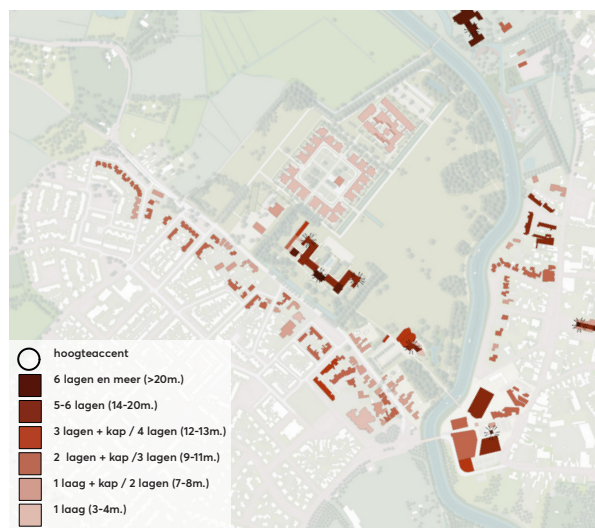 hoogteaccent
6 lagen en meer (>20m.)
5-6 lagen (14-20m.)
3 lagen + kap / 4 lagen (12-13m.)
2 lagen + kap /3 lagen (9-11m.)
1 laag + kap / 2 lagen (7-8m.)
1 laag (3-4m.)